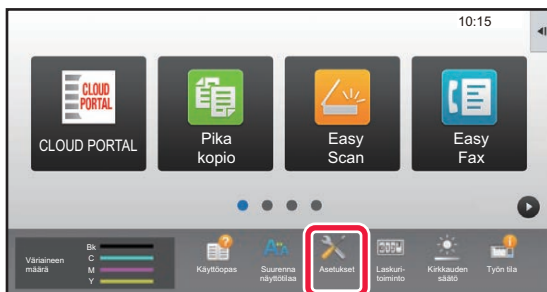 10:15
CLOUD
PORTAL
CLOUD PORTAL
Pika
kopio
Easy
Scan
Easy
Fax
Väriaineen
määrä
Bk
C
M
Y
Käyttöopas
Suurenna
näyttötilaa
Asetukset
Laskuri-
toiminto
Kirkkauden
säätö
Työn tila